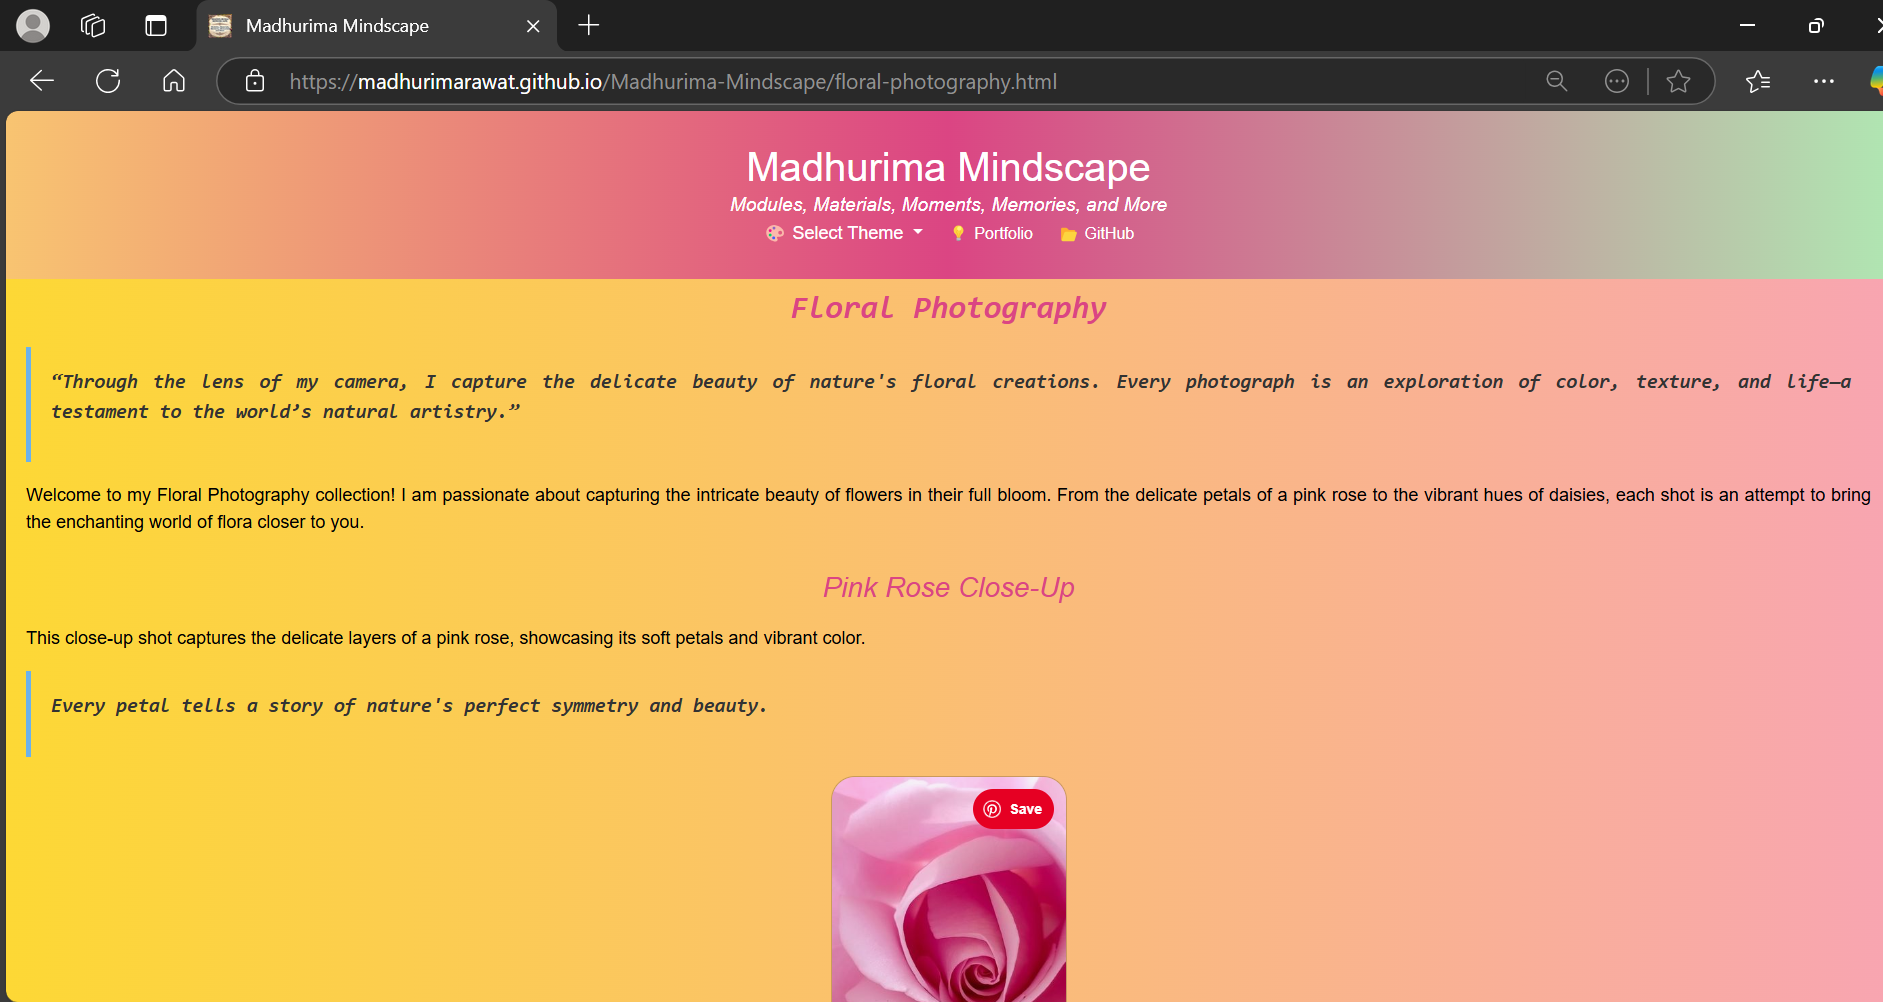 Madhurima Mindscape
https://madhurimarawat.github.io/Madhurima-Mindscape/floral-photography.html
Madhurima Mindscape
Modules, Materials, Moments, Memories, and More
Select Theme Portfolio GitHub
Floral Photography
“Through the lens of my camera, I capture the delicate beauty of nature's floral creations. Every photograph is an exploration of color, texture, and life—a
testament to the world’s natural artistry.”
Welcome to my Floral Photography collection! I am passionate about capturing the intricate beauty of flowers in their full bloom. From the delicate petals of a pink rose to the vibrant hues of daisies, each shot is an attempt to bring
the enchanting world of flora closer to you.
Pink Rose Close-Up
This close-up shot captures the delicate layers of a pink rose, showcasing its soft petals and vibrant color.
Every petal tells a story of nature's perfect symmetry and beauty.
Save